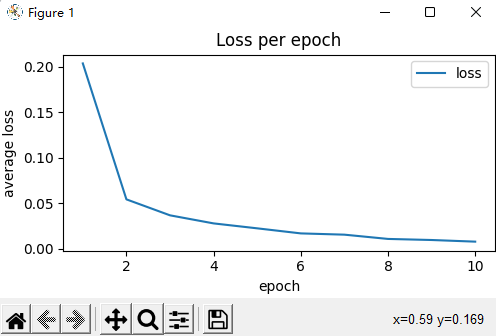 Figure 1
Loss per epoch
loss
average loss
0.20
0.15
0.10
0.05
0.00
2 4 6 8 10
epoch
x=0.59 y=0.169